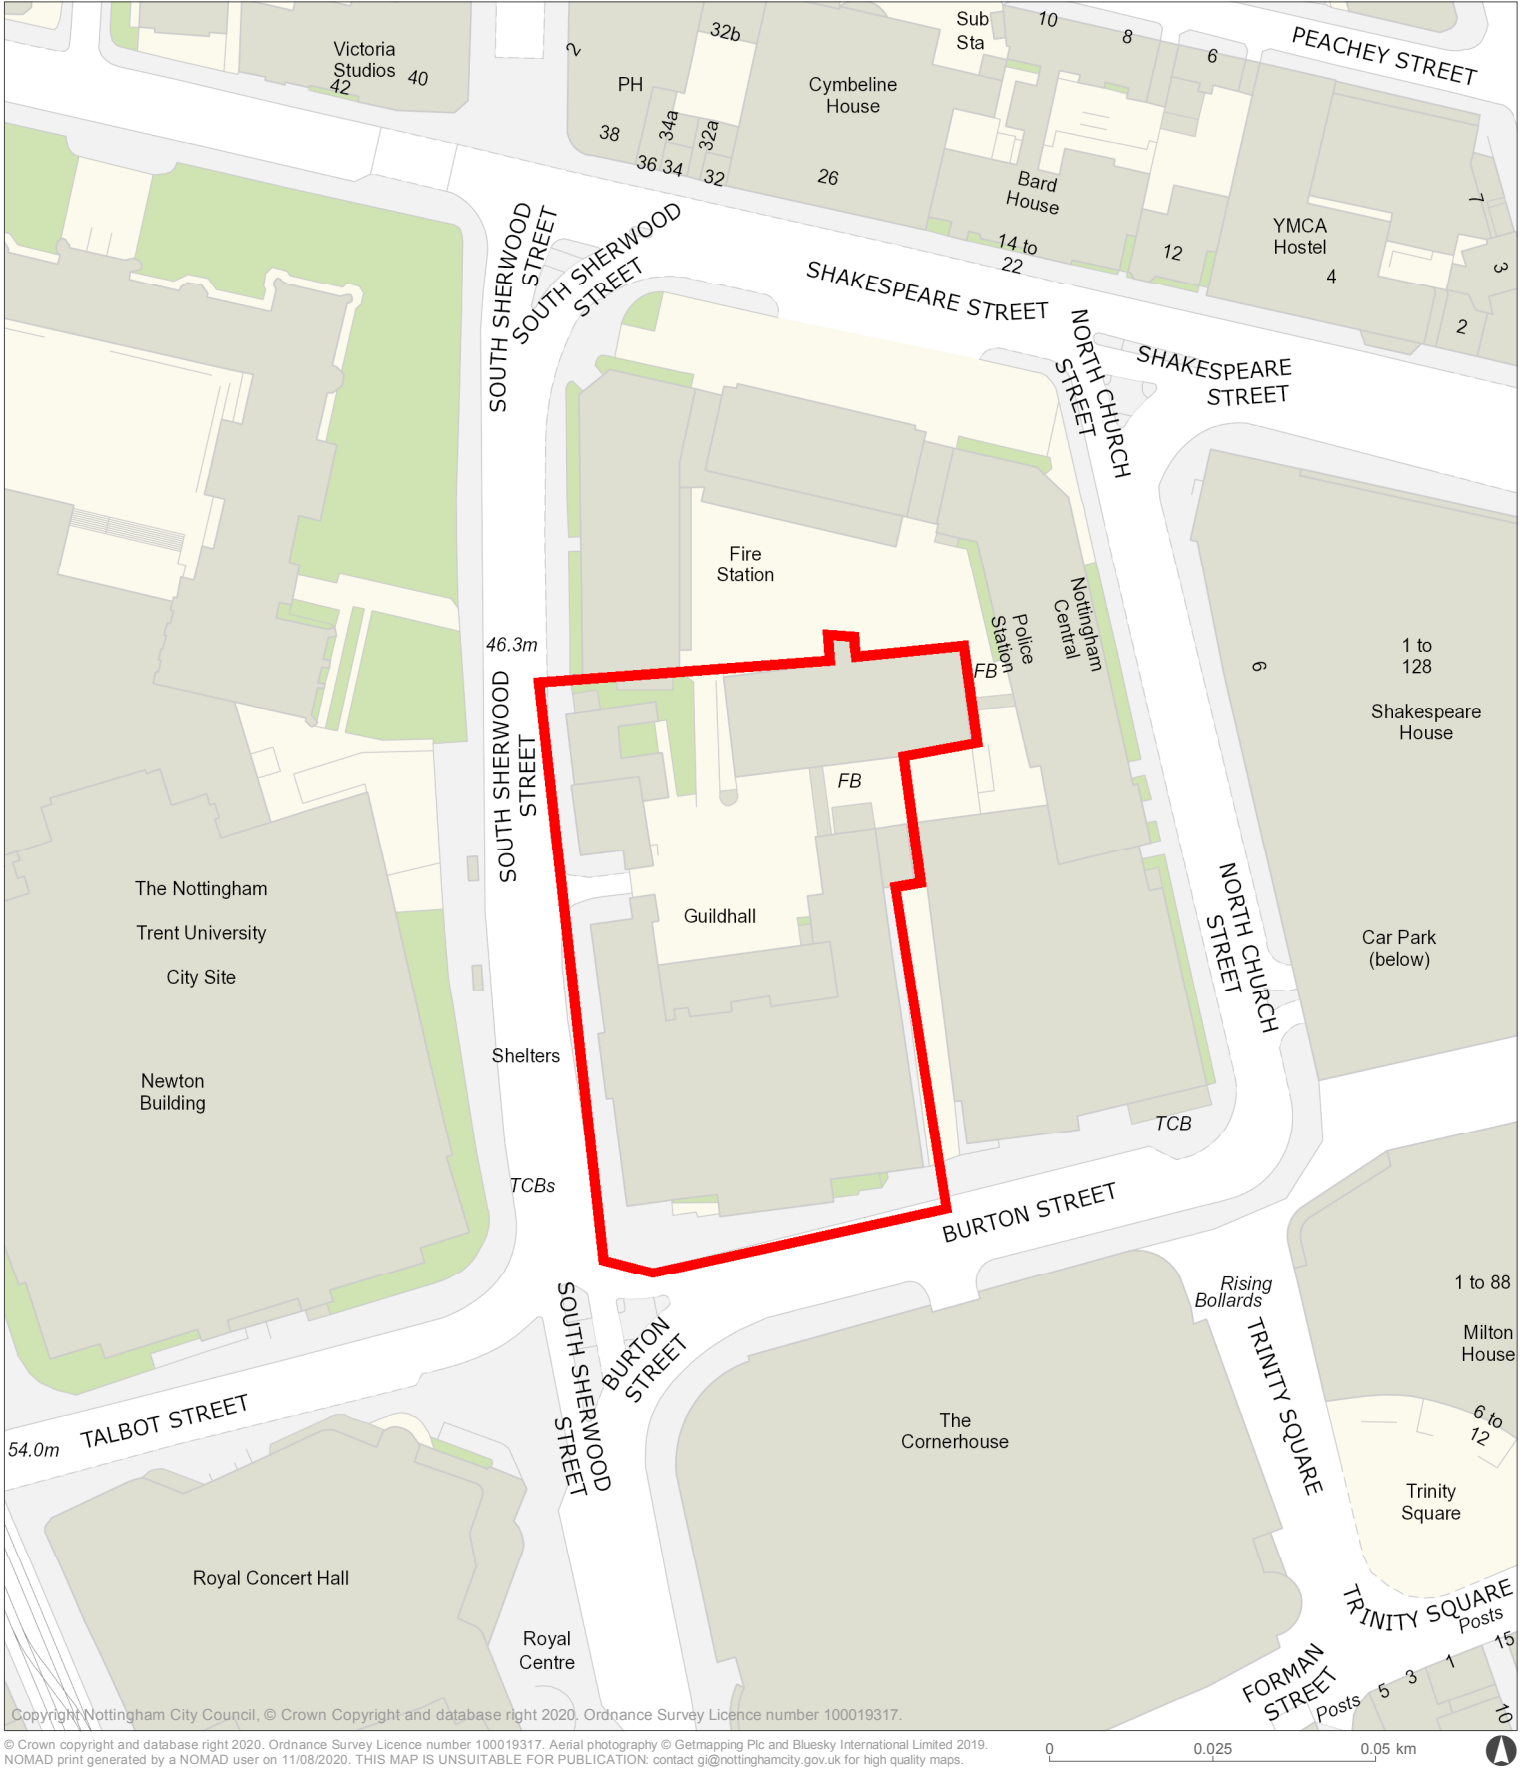 Victoria
Studios
42
40
2
PH
38
32b
34a
32a
36
34
32
Cymbeline
House
26
Sub
Sta
10
8
6
PEACHEY STREET
Bard
House
14 to
22
12
YMCA
Hostel
4
7
3
2
SOUTH SHERWOOD
STREET
SOUTH SHERWOOD
STREET
SHAKESPEARE STREET
NORTH CHURCH
STREET
SHAKESPEARE
STREET
Fire
Station
Nottingham
Central
Police
Station
46.3m
FB
1 to
128
6
Shakespeare
House
SOUTH SHERWOOD
STREET
FB
The Nottingham
Trent University
City Site
Guildhall
NORTH CHURCH
STREET
Car Park
(below)
Shelters
Newton
Building
TCB
TCBs
BURTON STREET
Rising
Bollards
1 to 88
Milton
House
SOUTH SHERWOOD
STREET
BURTON
STREET
TRINITY SQUARE
TALBOT STREET
54.0m
The
Cornerhouse
6 to
12
Trinity
Square
Royal Concert Hall
Royal
Centre
TRINITY SQUARE
Posts
FORMAN
STREET
Posts
5
3
1
15
10
Copyright Nottingham City Council, © Crown Copyright and database right 2020. Ordnance Survey Licence number 100019317.
© Crown copyright and database right 2020. Ordnance Survey Licence number 100019317. Aerial photography © Getmapping Plc and Bluesky International Limited 2019.
NOMAD print generated by a NOMAD user on 11/08/2020. THIS MAP IS UNSUITABLE FOR PUBLICATION: contact gi@nottinghamcity.gov.uk for high quality maps.
0
0.025
0.05 km